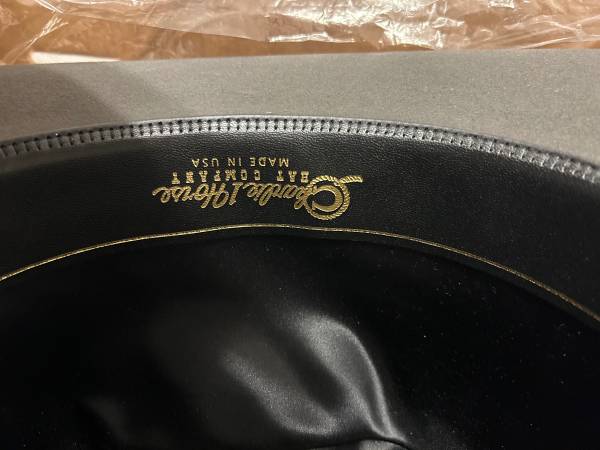 Charlie 1 Horse
HAT COMPANY
MADE IN USA